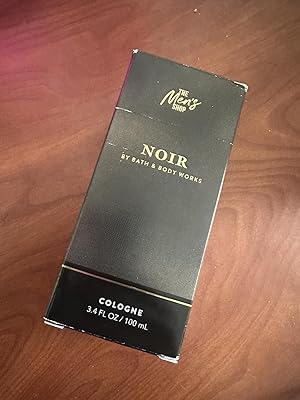 THE
Men's
SHOP
NOIR
BY BATH & BODY WORKS
COLOGNE
3.4 FL OZ / 100 mL